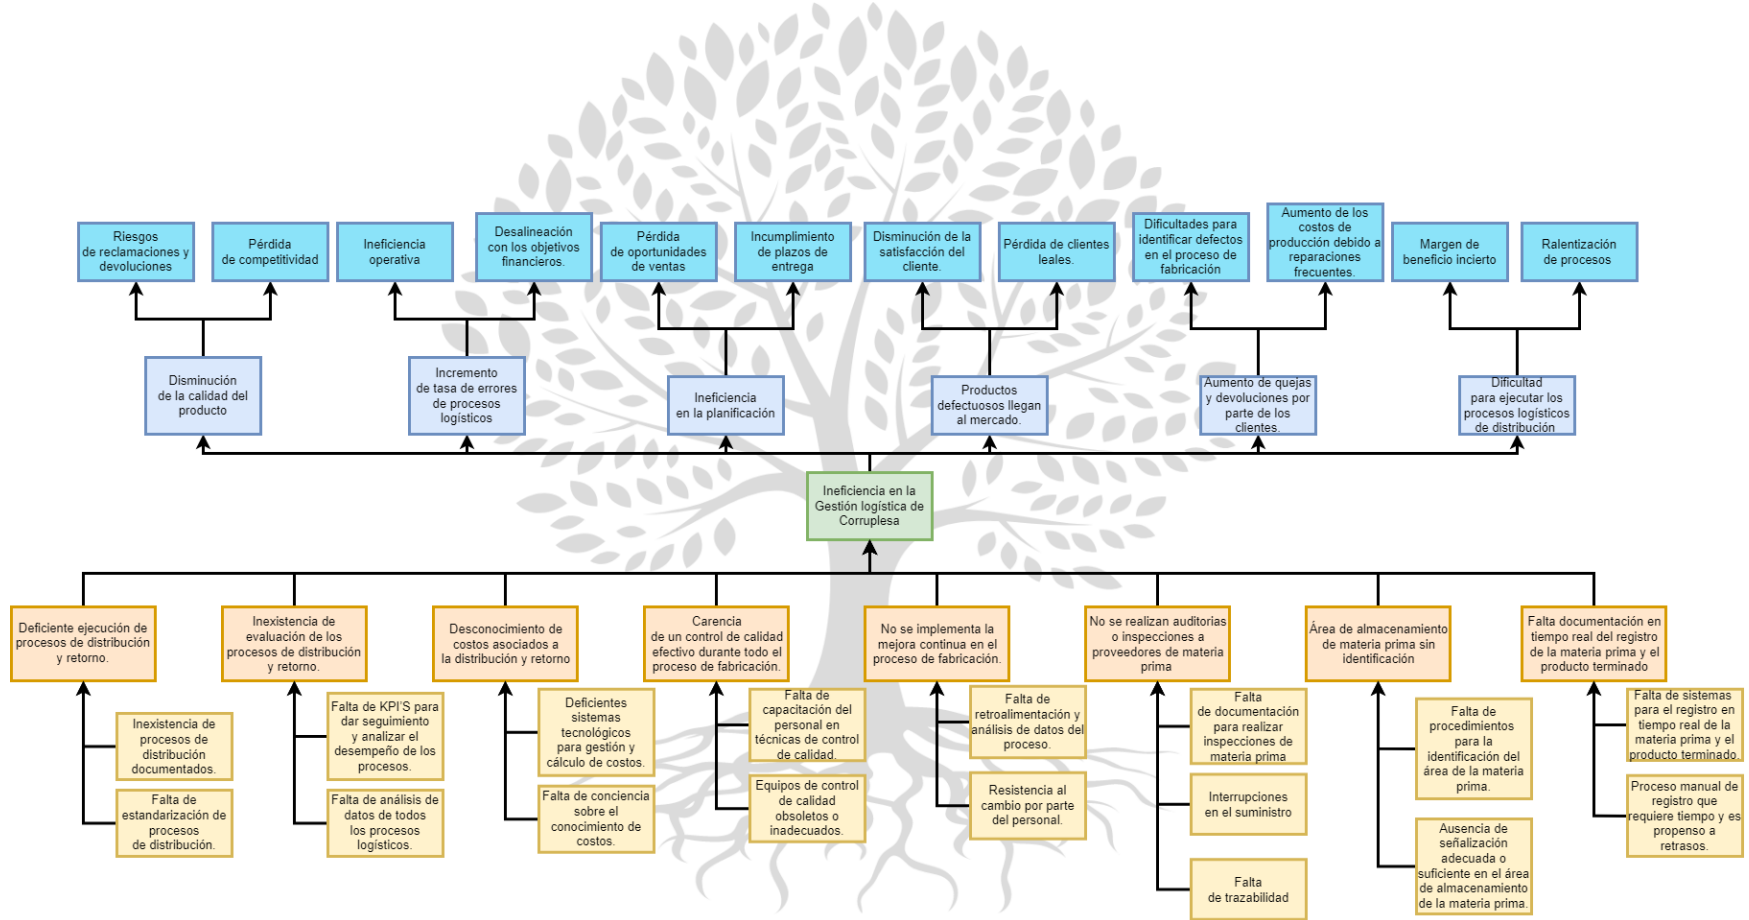 Riesgos
de reclamaciones y
devoluciones
Pérdida
de competitividad
Ineficiencia
operativa
Desalineación
con los objetivos
financieros.
Pérdida
de oportunidades
de ventas
Incumplimiento
de plazos de
entrega
Disminución de la
satisfacción del
cliente.
Pérdida de clientes
leales.
Dificultades para
identificar defectos
en el proceso de
fabricación
Aumento de los
costos de
producción debido a
reparaciones
frecuentes.
Margen de
beneficio incierto
Ralentización
de procesos
Disminución
de la calidad del
producto
Incremento
de tasa de errores
de procesos
logísticos
Ineficiencia
en la planificación
Productos
defectuosos llegan
al mercado.
Aumento de quejas
y devoluciones por
parte de los
clientes.
Dificultad
para ejecutar los
procesos logísticos
de distribución
Ineficiencia en la
Gestión logística de
Corruplesa
Deficiente ejecución de
procesos de distribución
y retorno.
Inexistencia de
evaluación de los
procesos de distribución
y retorno.
Desconocimiento de
costos asociados a
la distribución y retorno
Carencia
de un control de calidad
efectivo durante todo el
proceso de fabricación.
No se implementa la
mejora continua en el
proceso de fabricación.
No se realizan auditorias
o inspecciones a
proveedores de materia
prima
Área de almacenamiento
de materia prima sin
identificación
Falta documentación en
tiempo real del registro
de la materia prima y el
producto terminado
Inexistencia de
procesos de
distribución
documentados.
Falta de
estandarización de
procesos
de distribución.
Falta de KPI'S para
dar seguimiento
y analizar el
desempeño de los
procesos.
Falta de análisis de
datos de todos
los procesos
logísticos.
Deficientes
sistemas
tecnológicos
para gestión y
cálculo de costos.
Falta de conciencia
sobre el
conocimiento de
costos.
Falta de
capacitación del
personal en
técnicas de control
de calidad.
Equipos de control
de calidad
obsoletos o
inadecuados.
Falta de
retroalimentación y
análisis de datos del
proceso.
Resistencia al
cambio por parte
del personal.
Falta
de documentación
para realizar
inspecciones de
materia prima
Interrupciones
en el suministro
Falta
de trazabilidad
Falta de
procedimientos
para la
identificación del
área de la materia
prima.
Ausencia de
señalización
adecuada o
suficiente en el área
de almacenamiento
de la materia prima.
Falta de sistemas
para el registro en
tiempo real de la
materia prima y el
producto terminado.
Proceso manual de
registro que
requiere tiempo y es
propenso a
retrasos.